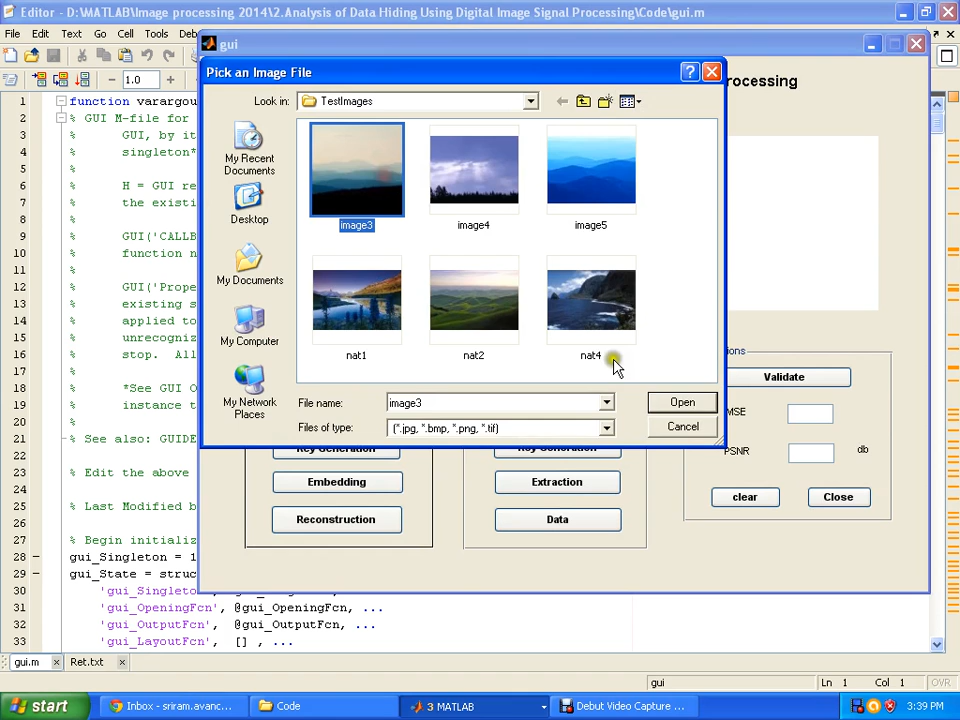 Editor - D:\MATLAB\Image processing 2014\2.Analysis of Data Hiding Using Digital Image Signal Processing\Code\gui.m
File Edit Text Go Cell Tools Deb
gui
Pick an Image File
rocessing
1.0
Look in: TestImages
My Recent Documents
Desktop
My Documents
My Computer
My Network Places
image3 image4 image5
nat1 nat2 nat4
File name: image3 Open
Files of type: (*.jpg, *.bmp, *.png, *.tif) Cancel
ions
Validate
MSE
PSNR db
clear Close
Key Generation
Embedding Extraction
Reconstruction Data
1 function varargou
2 % GUI M-file for
3 % GUI, by it
4 % singleton*
5 %
6 % H = GUI re
7 % the existi
8 %
9 % GUI('CALLB
10 % function n
11 %
12 % GUI('Prope
13 % existing s
14 % applied to
15 % unrecogniz
16 % stop. All
17 %
18 % *See GUI O
19 % instance t
20 %
21 % See also: GUIDE
22
23 % Edit the above
24
25 % Last Modified b
26
27 % Begin initializ
28 gui_Singleton = 1
29 gui_State = struc
30 'gui_Singleto
31 'gui_OpeningFcn', @gui_OpeningFcn, ...
32 'gui_OutputFcn', @gui_OutputFcn, ...
33 'gui_LayoutFcn', [] , ...
gui.m Ret.txt
gui Ln 1 Col 1 OVR
start Inbox - sriram.avanc... Code 3 MATLAB Debut Video Capture ... 3:39 PM